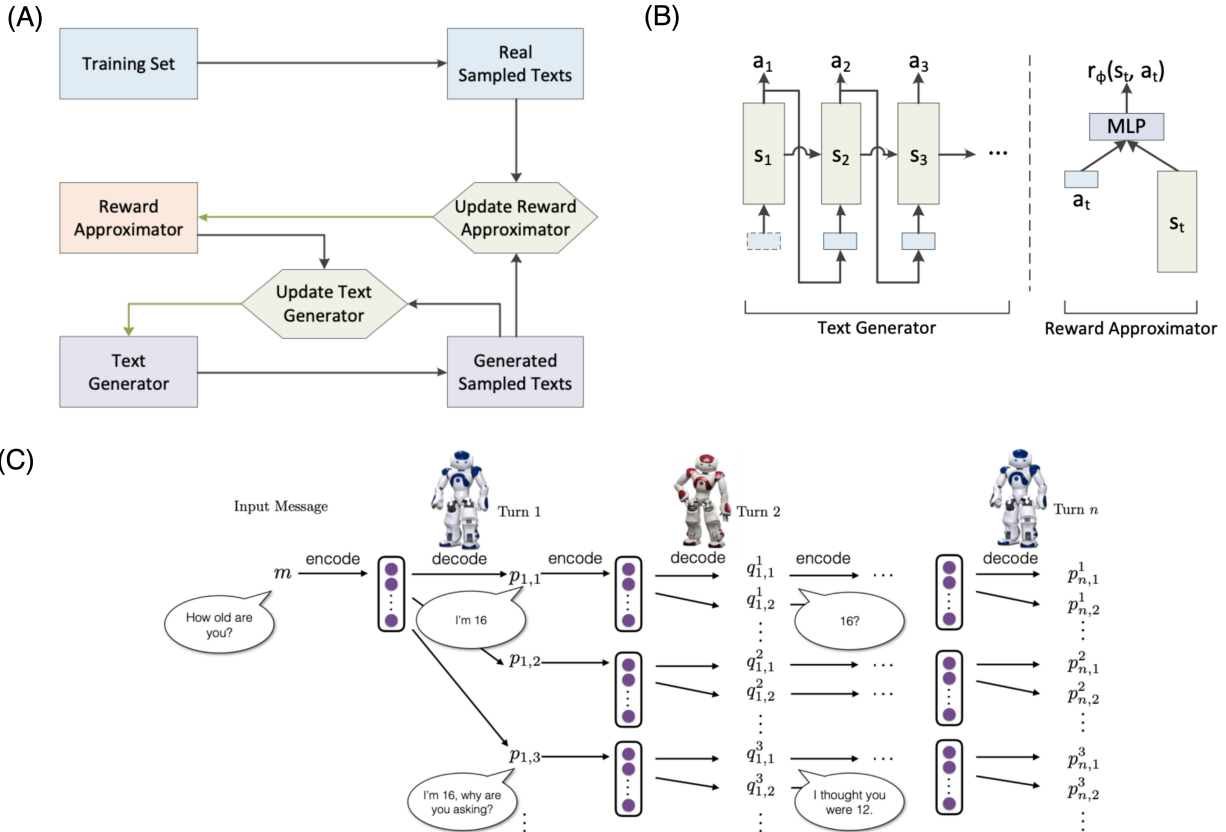 (A)
Training Set
Real
Sampled Texts
Reward
Approximator
Update Reward
Approximator
Update Text
Generator
Text
Generator
Generated
Sampled Texts
(B)
a1 a2 a3
S1 S2 S3 ...
Text Generator
rϕ(st, at)
MLP
at
St
Reward Approximator
(C)
Input Message
Turn 1
Turn 2
Turn n
m encode decode p1,1 encode decode q¹1,1 encode ... decode p¹n,1
q¹1,2 p¹n,2
How old are
you?
I'm 16
16?
p1,2 q²1,1 ... p²n,1
q²1,2 ... p²n,2
p1,3 q³1,1 ... p³n,1
q³1,2 p³n,2
I'm 16, why are
you asking?
I thought you
were 12.